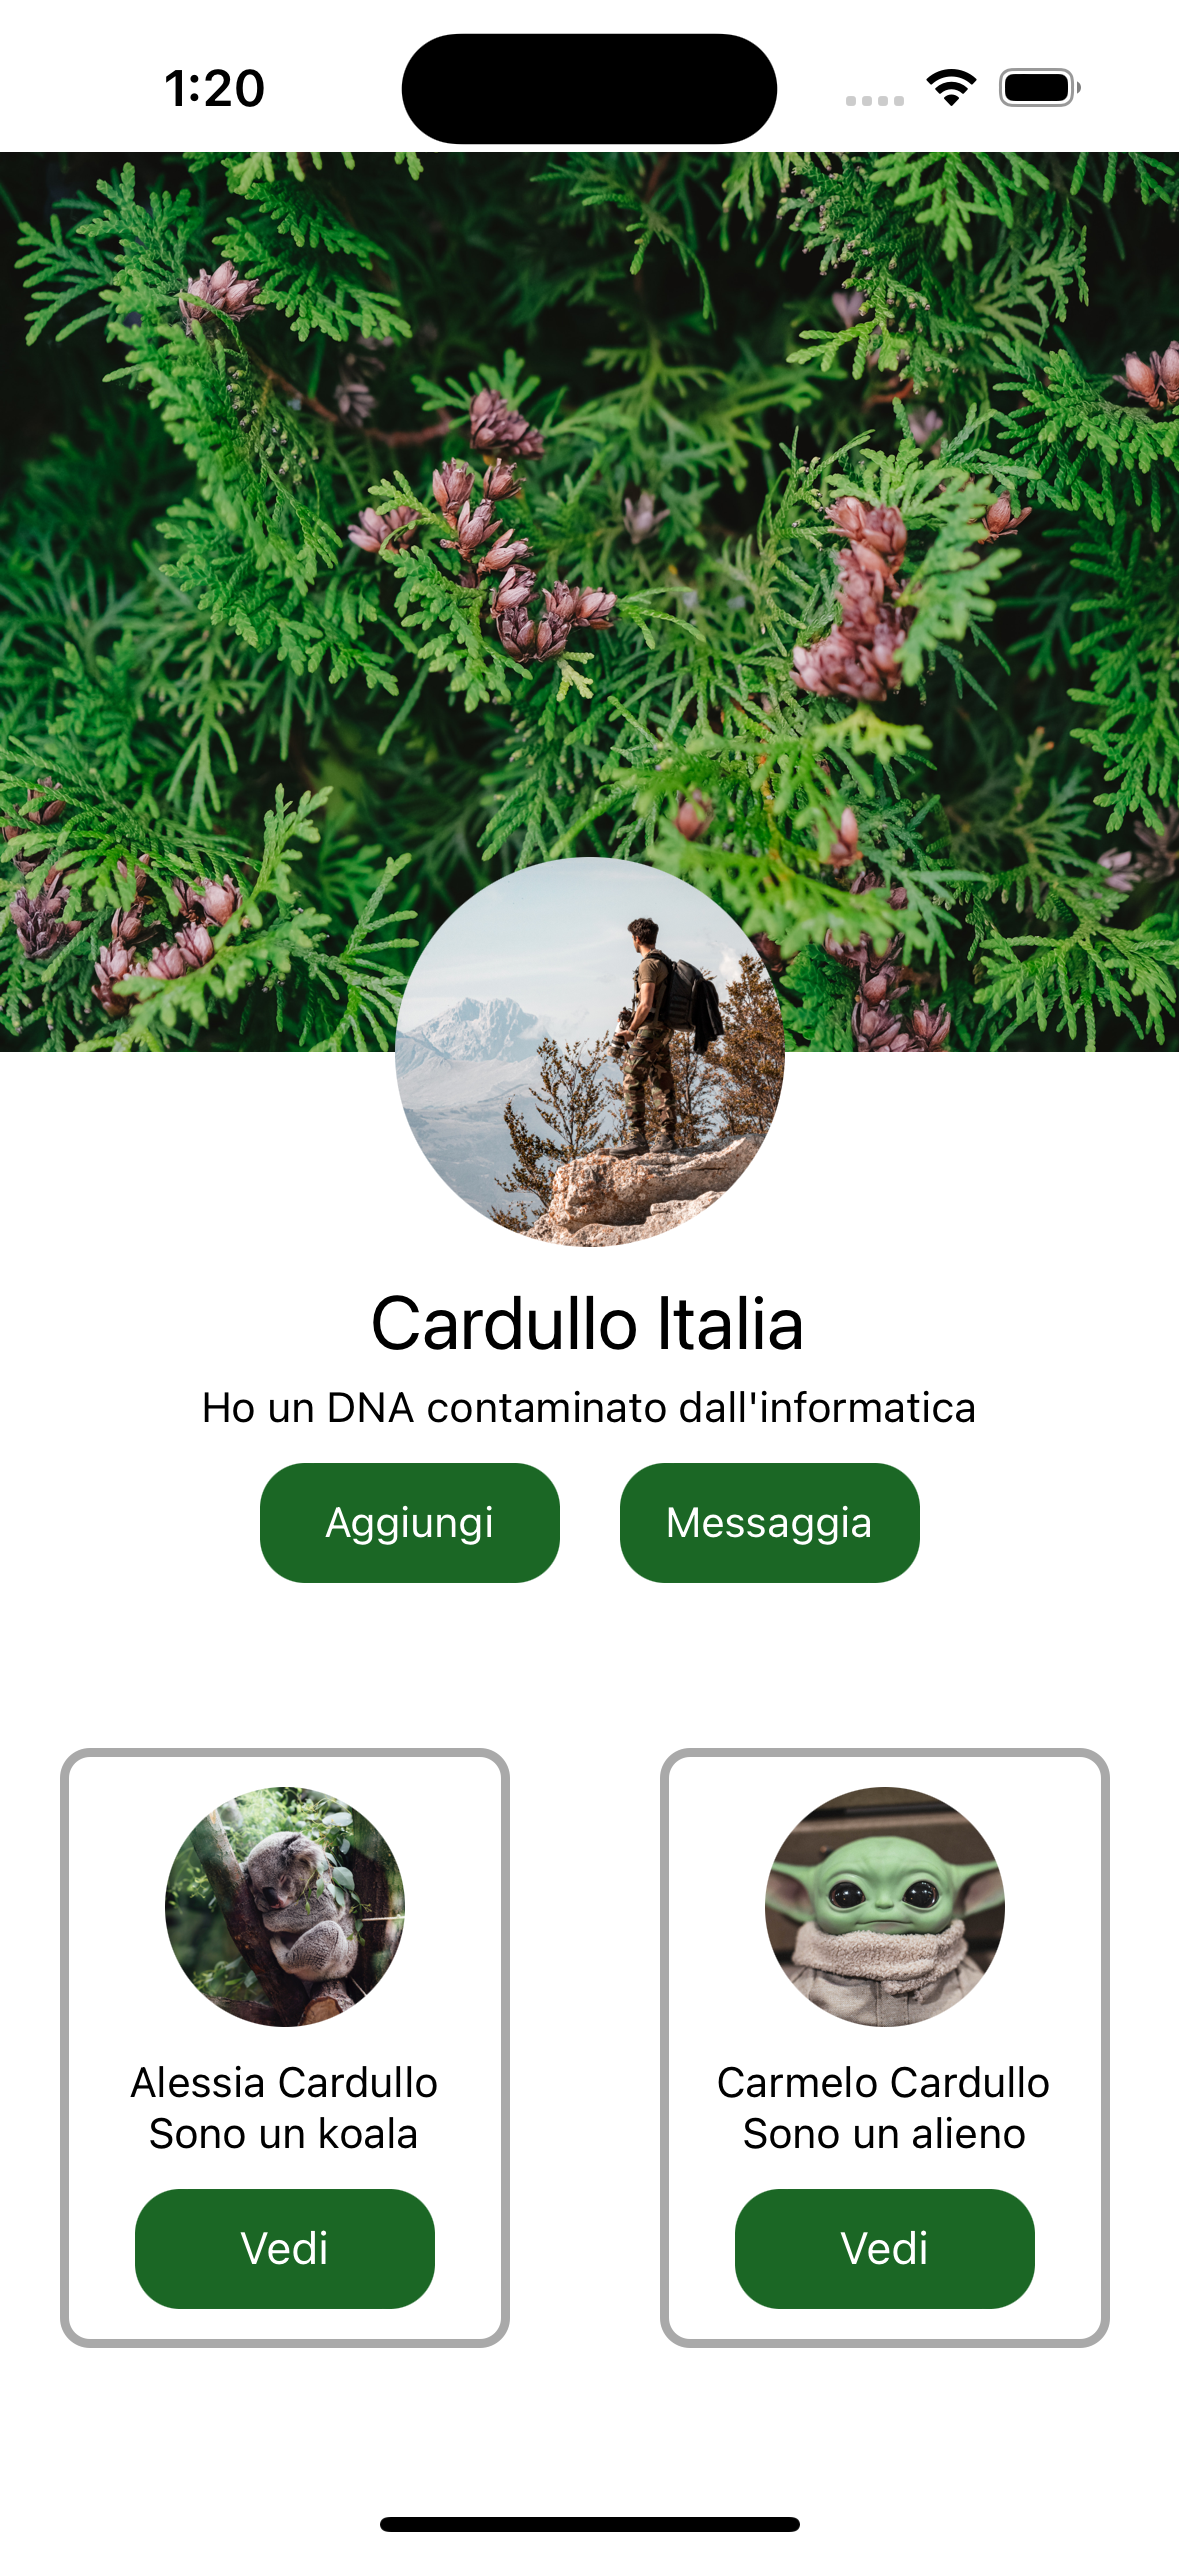 1:20
Cardullo Italia
Ho un DNA contaminato dall'informatica
Aggiungi
Messaggia
Alessia Cardullo
Sono un koala
Vedi
Carmelo Cardullo
Sono un alieno
Vedi